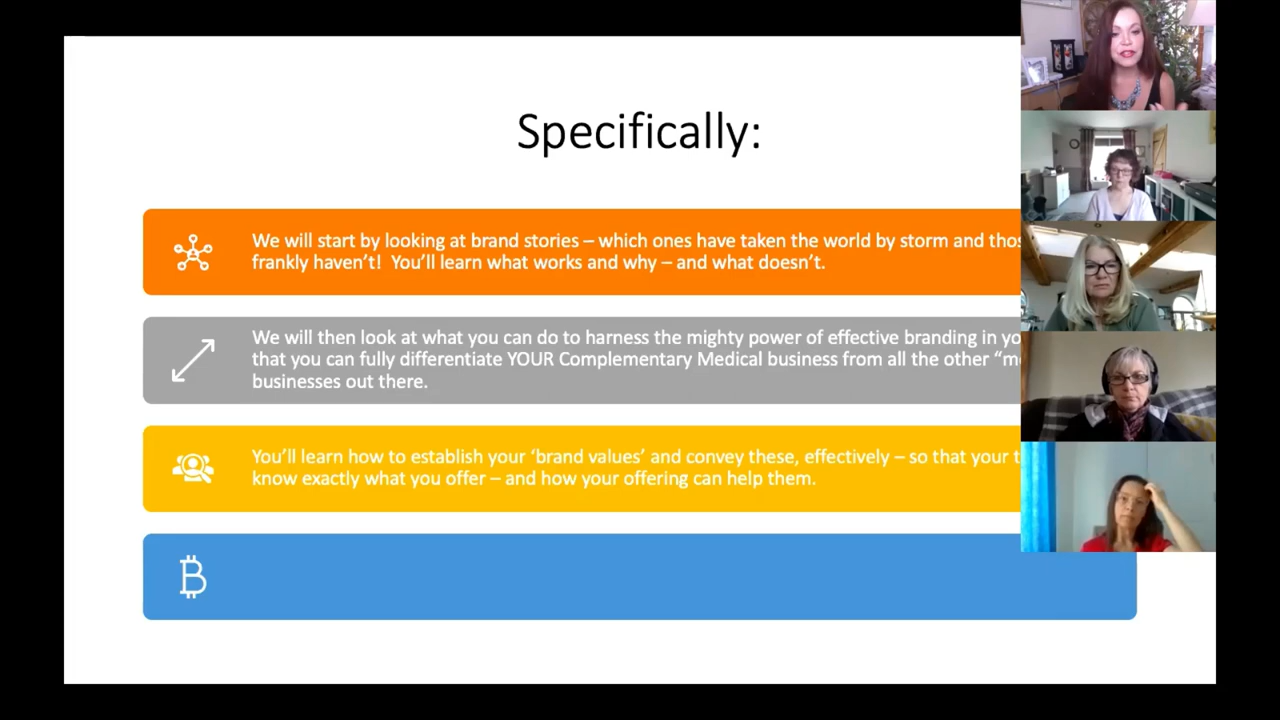 Specifically:
We will start by looking at brand stories – which ones have taken the world by storm and
frankly haven't! You'll learn what works and why – and what doesn't.
We will then look at what you can do to harness the mighty power of effective branding in
that you can fully differentiate YOUR Complementary Medical business from all the other
businesses out there.
You'll learn how to establish your 'brand values' and convey these, effectively – so that your
know exactly what you offer – and how your offering can help them.